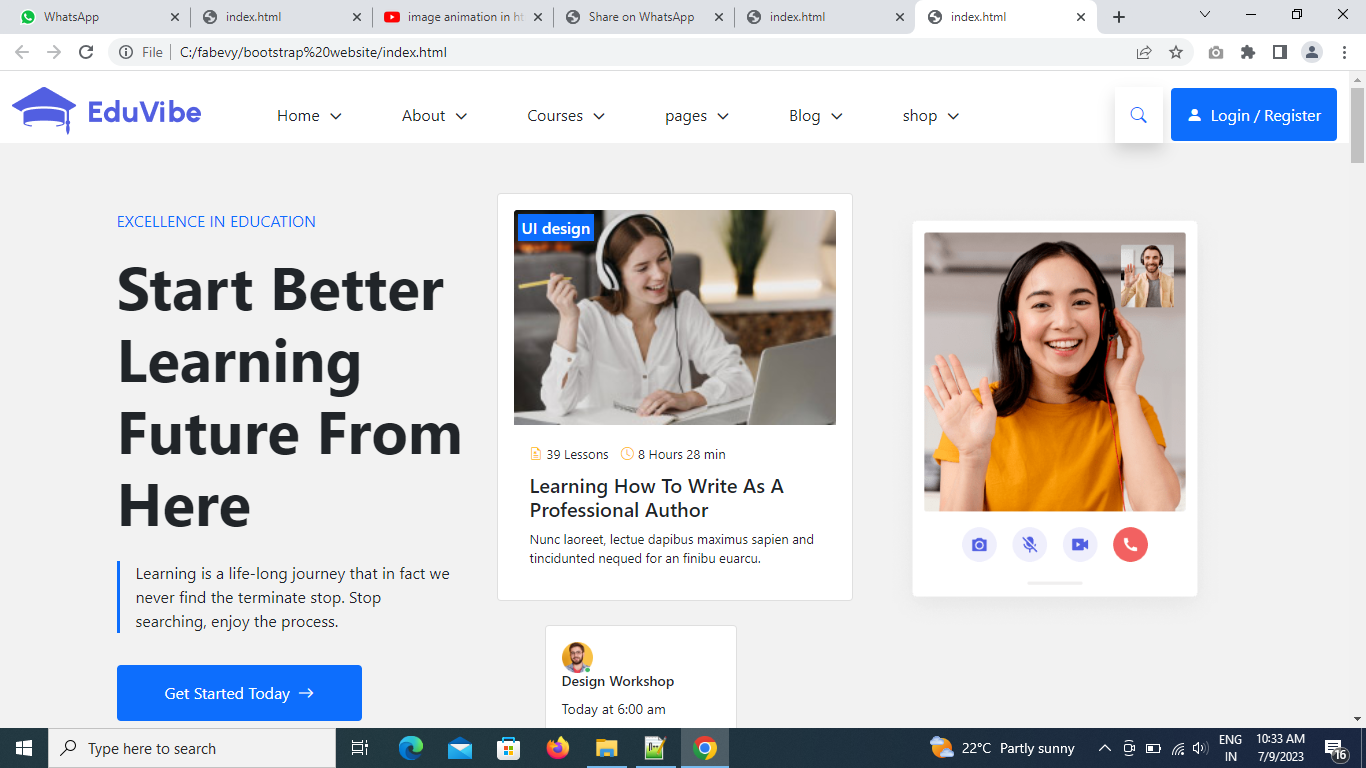 WhatsApp
index.html
image animation in ht
Share on WhatsApp
index.html
index.html
File
C:/fabevy/bootstrap%20website/index.html
EduVibe
Home
About
Courses
pages
Blog
shop
Login / Register
EXCELLENCE IN EDUCATION
Start Better
Learning
Future From
Here
Learning is a life-long journey that in fact we
never find the terminate stop. Stop
searching, enjoy the process.
Get Started Today
UI design
39 Lessons 8 Hours 28 min
Learning How To Write As A
Professional Author
Nunc laoreet, lectue dapibus maximus sapien and
tincidunted nequed for an finibu euarcu.
Design Workshop
Today at 6:00 am
Type here to search
22°C Partly sunny
ENG
IN
10:33 AM
7/9/2023
16